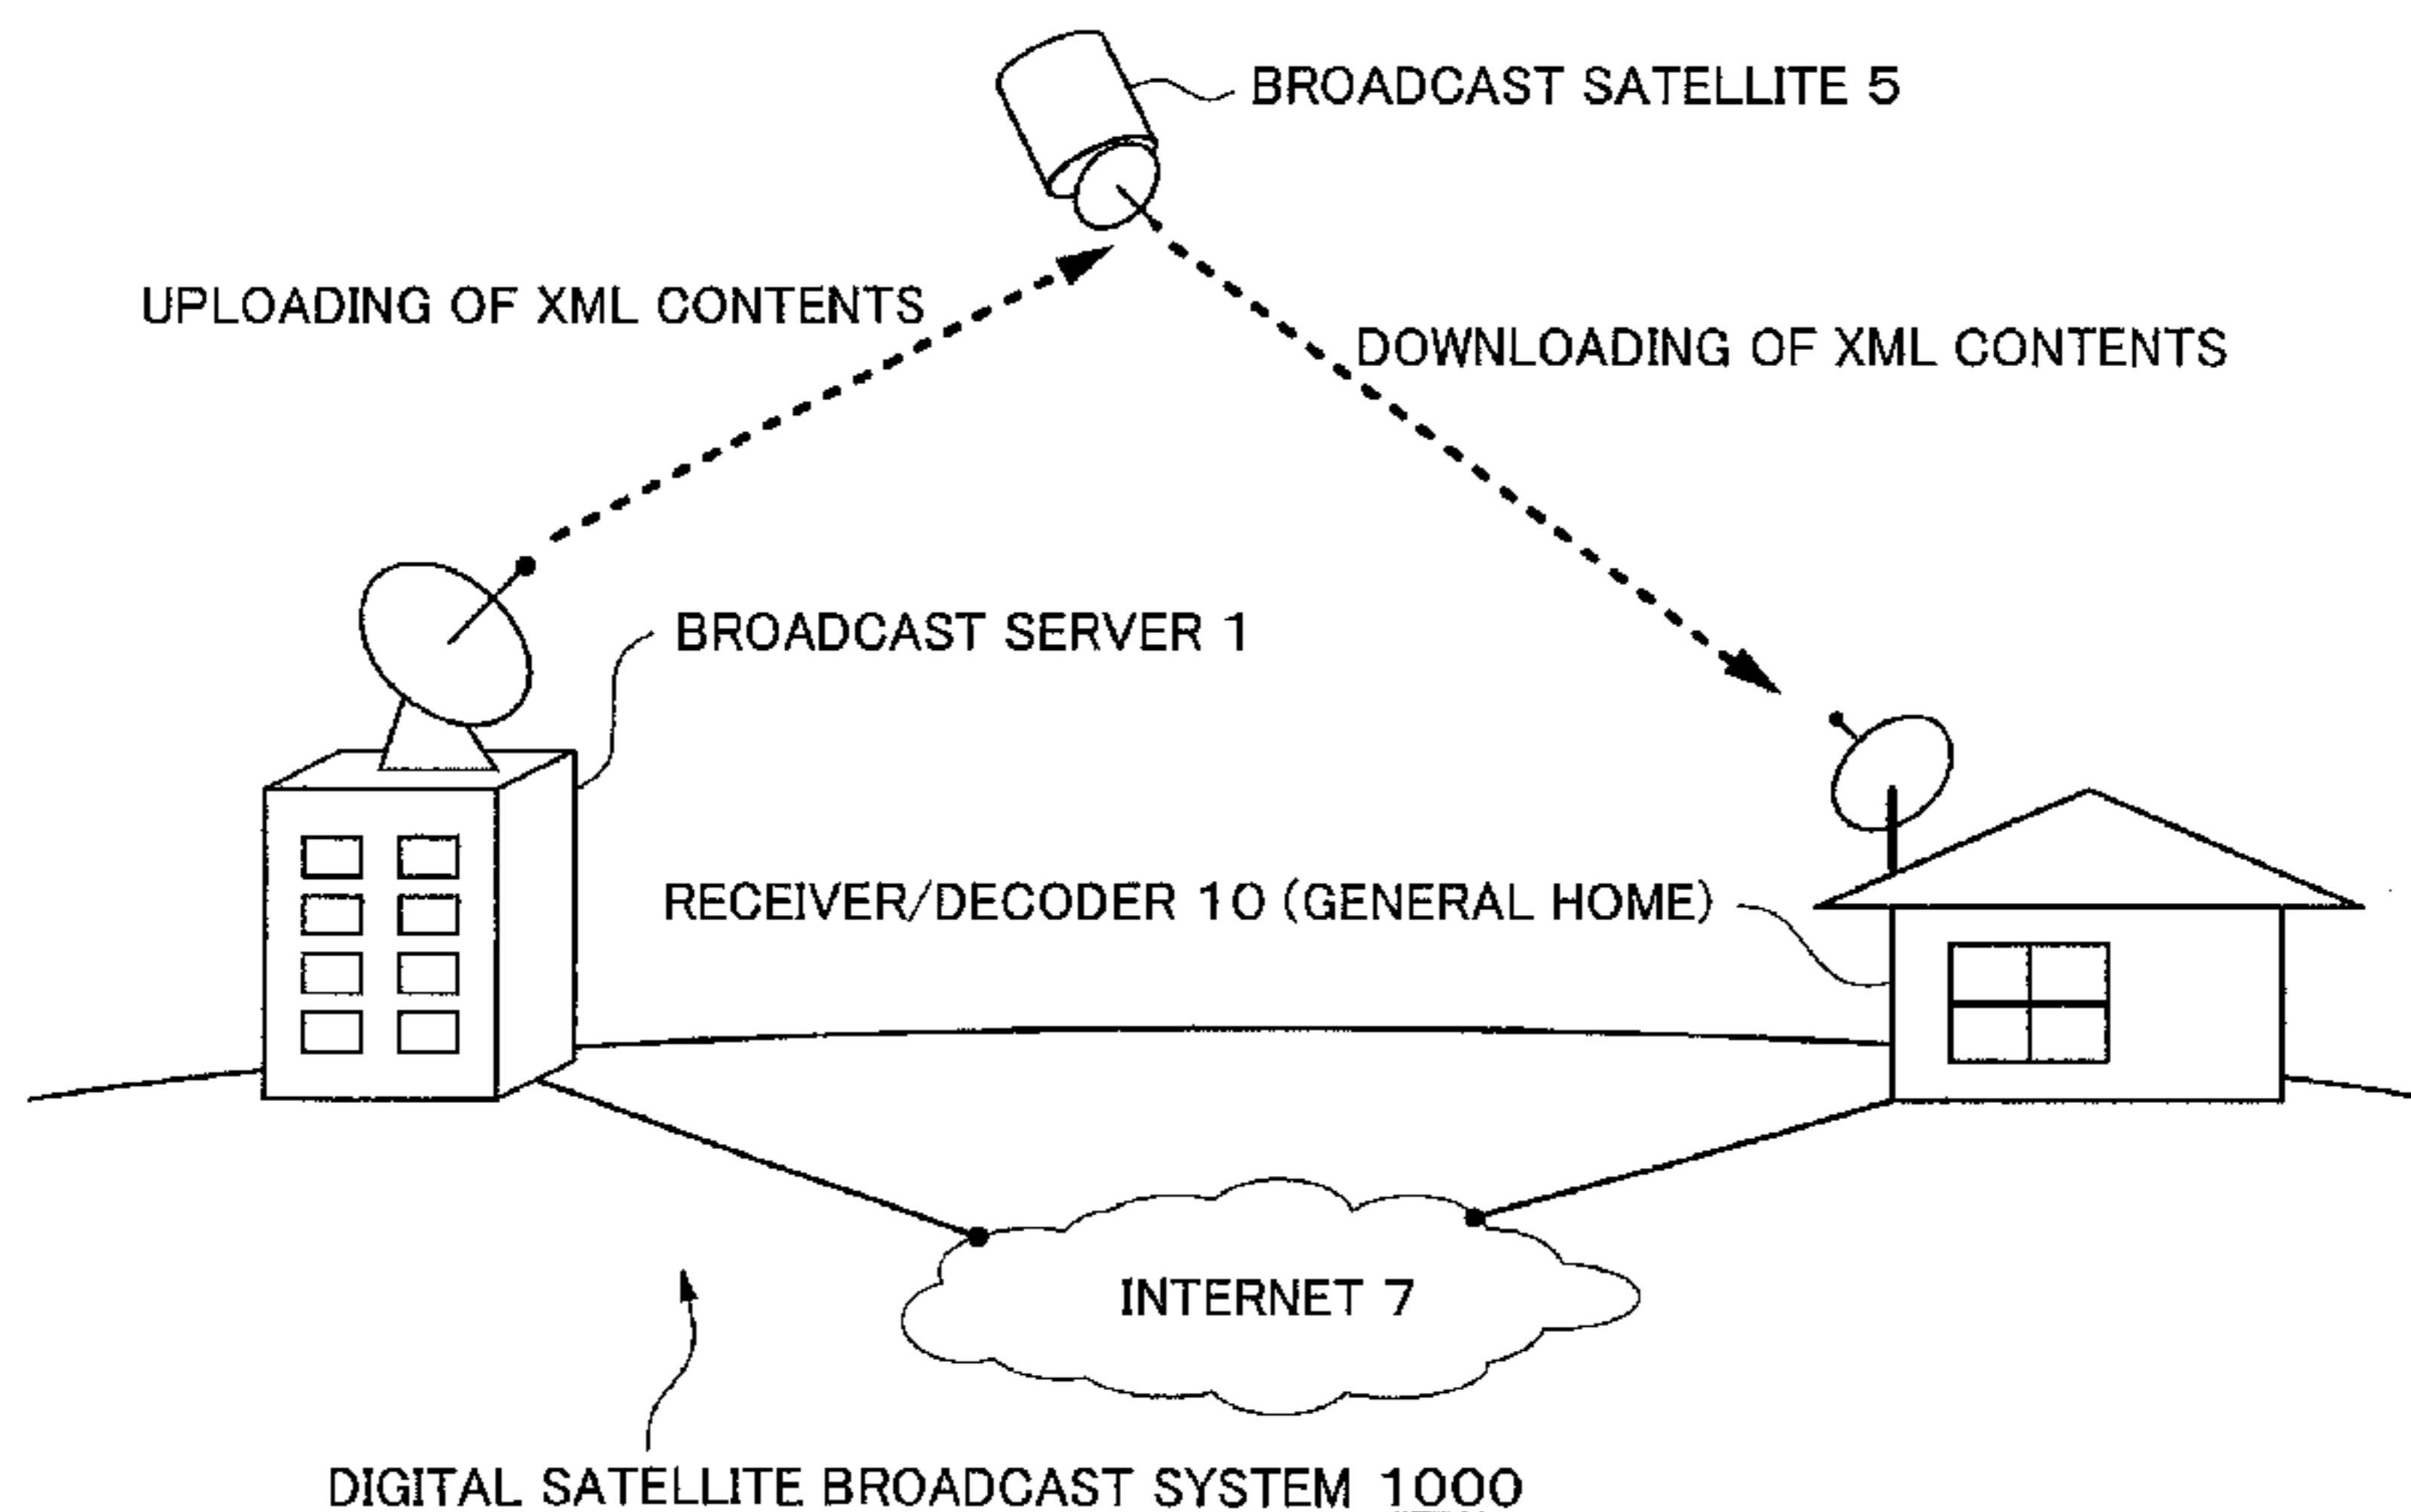 BROADCAST SATELLITE 5
UPLOADING OF XML CONTENTS
DOWNLOADING OF XML CONTENTS
BROADCAST SERVER 1
RECEIVER/DECODER 10 (GENERAL HOME)
INTERNET 7
DIGITAL SATELLITE BROADCAST SYSTEM 1000